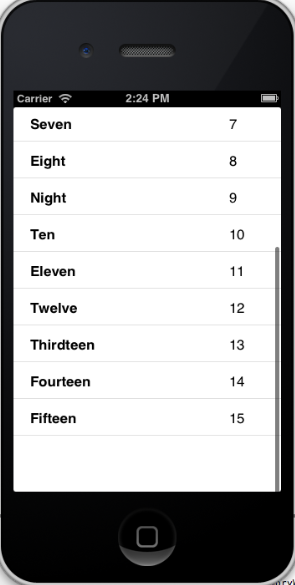 Carrier 2:24 PM
Seven 7
Eight 8
Night 9
Ten 10
Eleven 11
Twelve 12
Thirdteen 13
Fourteen 14
Fifteen 15